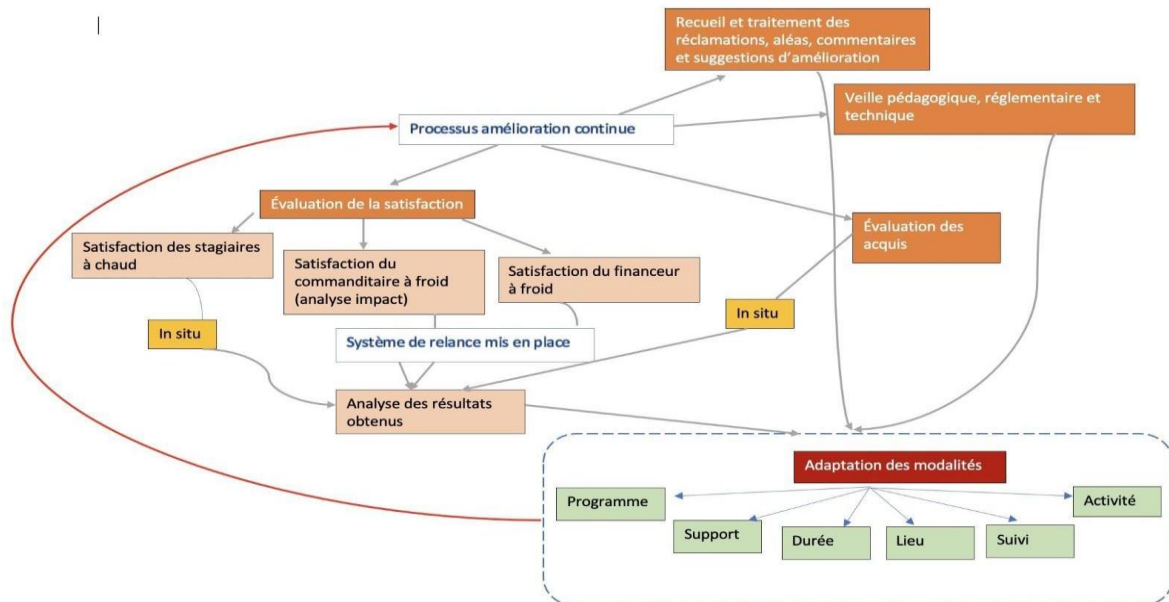 Recueil et traitement des
réclamations, aléas, commentaires
et suggestions d'amélioration
Veille pédagogique, réglementaire et
technique
Processus amélioration continue
Évaluation de la satisfaction
Évaluation des
acquis
Satisfaction des stagiaires
à chaud
Satisfaction du
commanditaire à froid
(analyse impact)
Satisfaction du financeur
à froid
In situ
In situ
Système de relance mis en place
Analyse des résultats
obtenus
Adaptation des modalités
Programme
Support
Durée
Lieu
Suivi
Activité